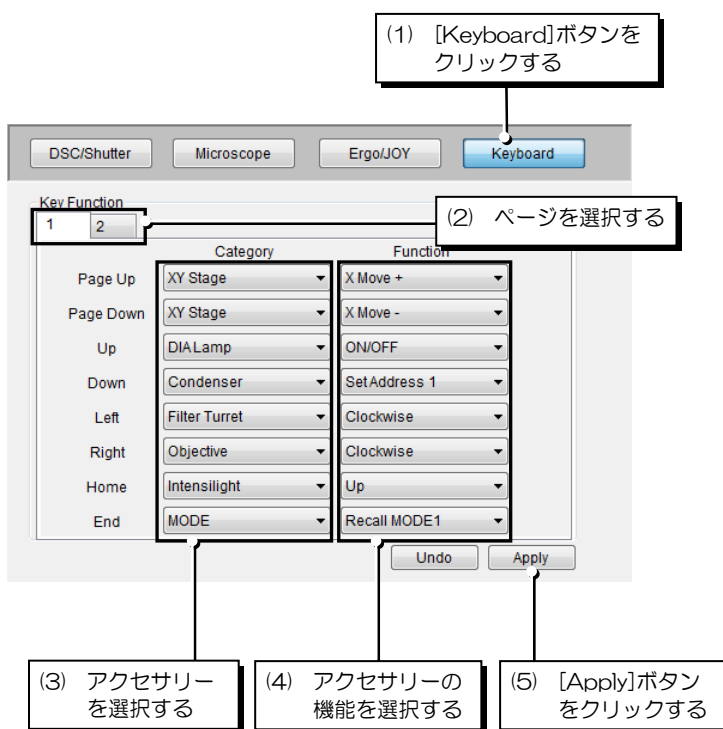 (1) [Keyboard]ボタンを
クリックする
DSC/Shutter Microscope Ergo/JOY Keyboard
Key Function
(2) ページを選択する
1 2
Category Function
Page Up XY Stage X Move +
Page Down XY Stage X Move -
Up DIA Lamp ON/OFF
Down Condenser Set Address 1
Left Filter Turret Clockwise
Right Objective Clockwise
Home Intensilight Up
End MODE Recall MODE1
Undo Apply
(3) アクセサリー
を選択する
(4) アクセサリーの
機能を選択する
(5) [Apply]ボタン
をクリックする